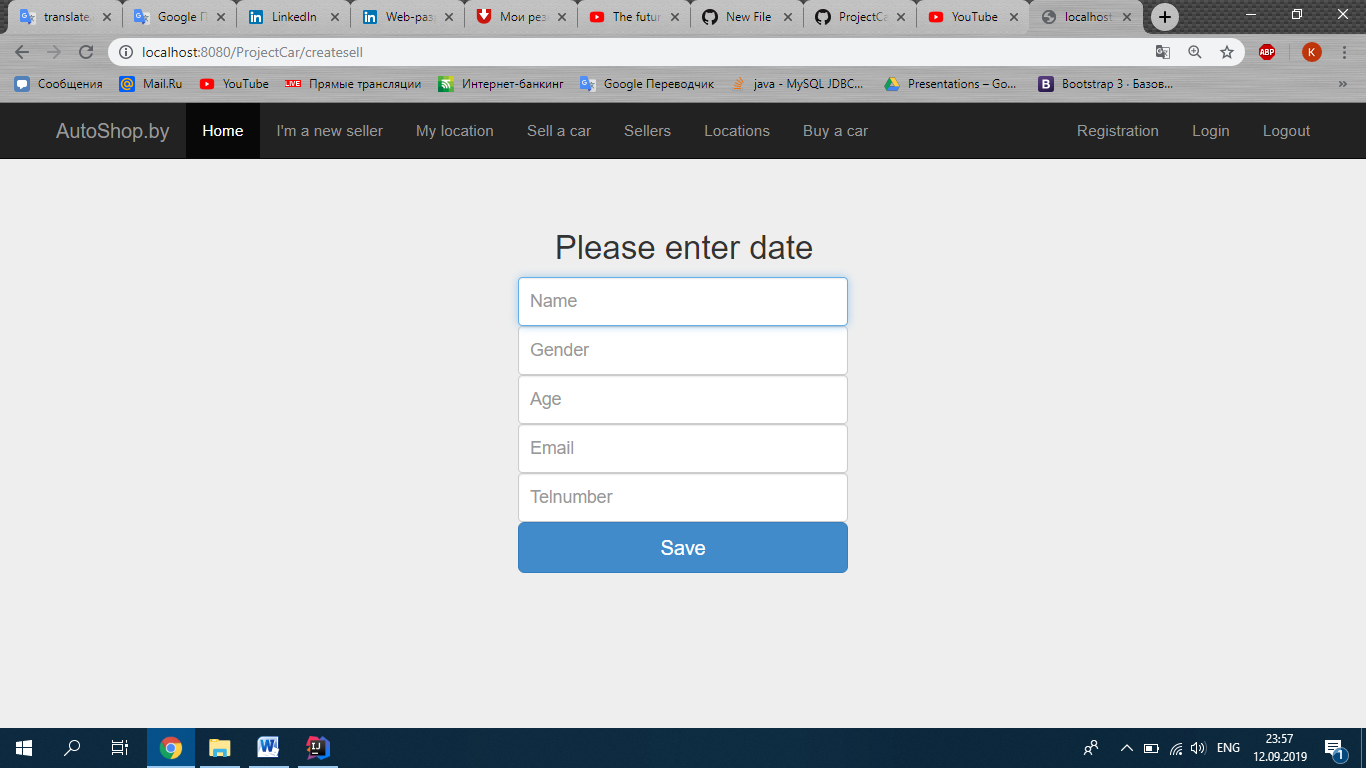 translate. Google П LinkedIn Web-раз Мои рез The futur New File ProjectCa YouTube localhost
localhost:8080/ProjectCar/createsell ABP K
Сообщения Mail.Ru YouTube LIVE Прямые трансляции Интернет-банкинг Google Переводчик java - MySQL JDBC... Presentations – Go... B Bootstrap 3 · Базов... »
AutoShop.by Home I'm a new seller My location Sell a car Sellers Locations Buy a car Registration Login Logout
Please enter date
Name
Gender
Age
Email
Telnumber
Save
ENG 23:57
12.09.2019 1